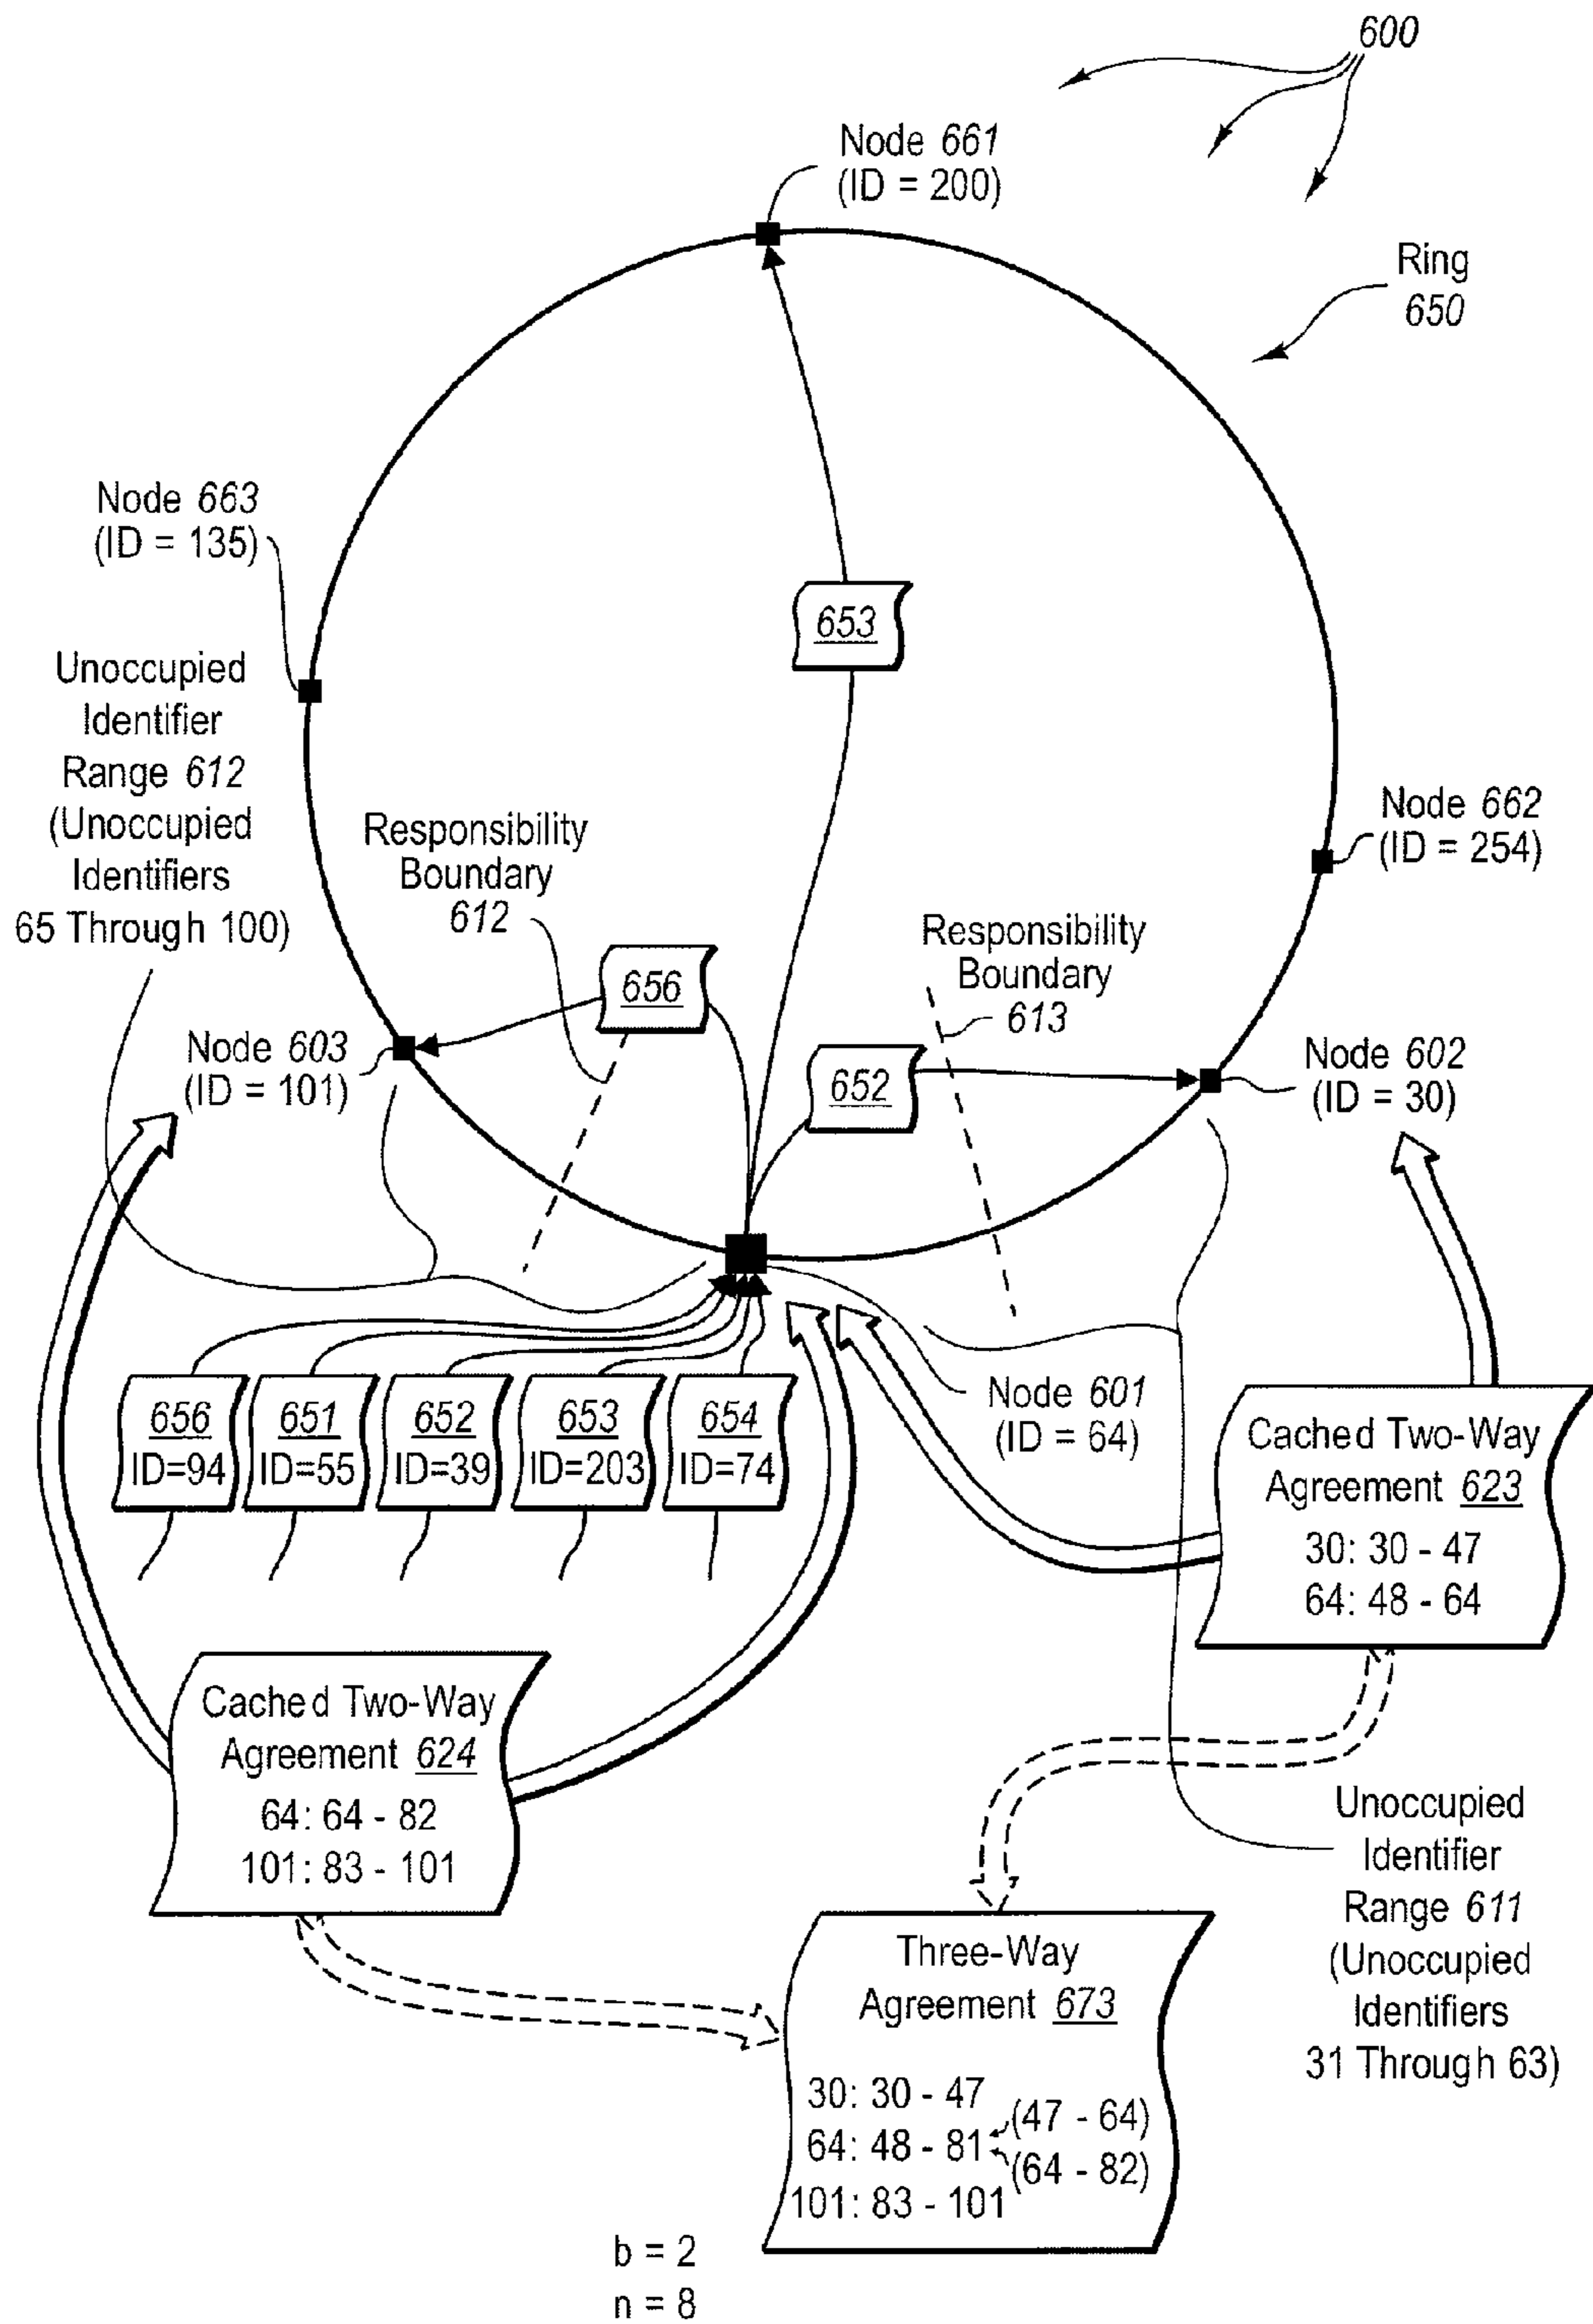 600
Node 661
(ID = 200)
Ring
650
Node 663
(ID = 135)
653
Unoccupied
Identifier
Range 612
(Unoccupied
Identifiers
65 Through 100)
Node 662
(ID = 254)
Responsibility
Boundary
612
Responsibility
Boundary
613
656
Node 603
(ID = 101)
652
Node 602
(ID = 30)
656
ID=94
651
ID=55
652
ID=39
653
ID=203
654
ID=74
Node 601
(ID = 64)
Cached Two-Way
Agreement 623
30: 30 - 47
64: 48 - 64
Cached Two-Way
Agreement 624
64: 64 - 82
101: 83 - 101
Unoccupied
Identifier
Range 611
(Unoccupied
Identifiers
31 Through 63)
Three-Way
Agreement 673
30: 30 - 47
(47 - 64)
64: 48 - 81
(64 - 82)
101: 83 - 101
b = 2
n = 8